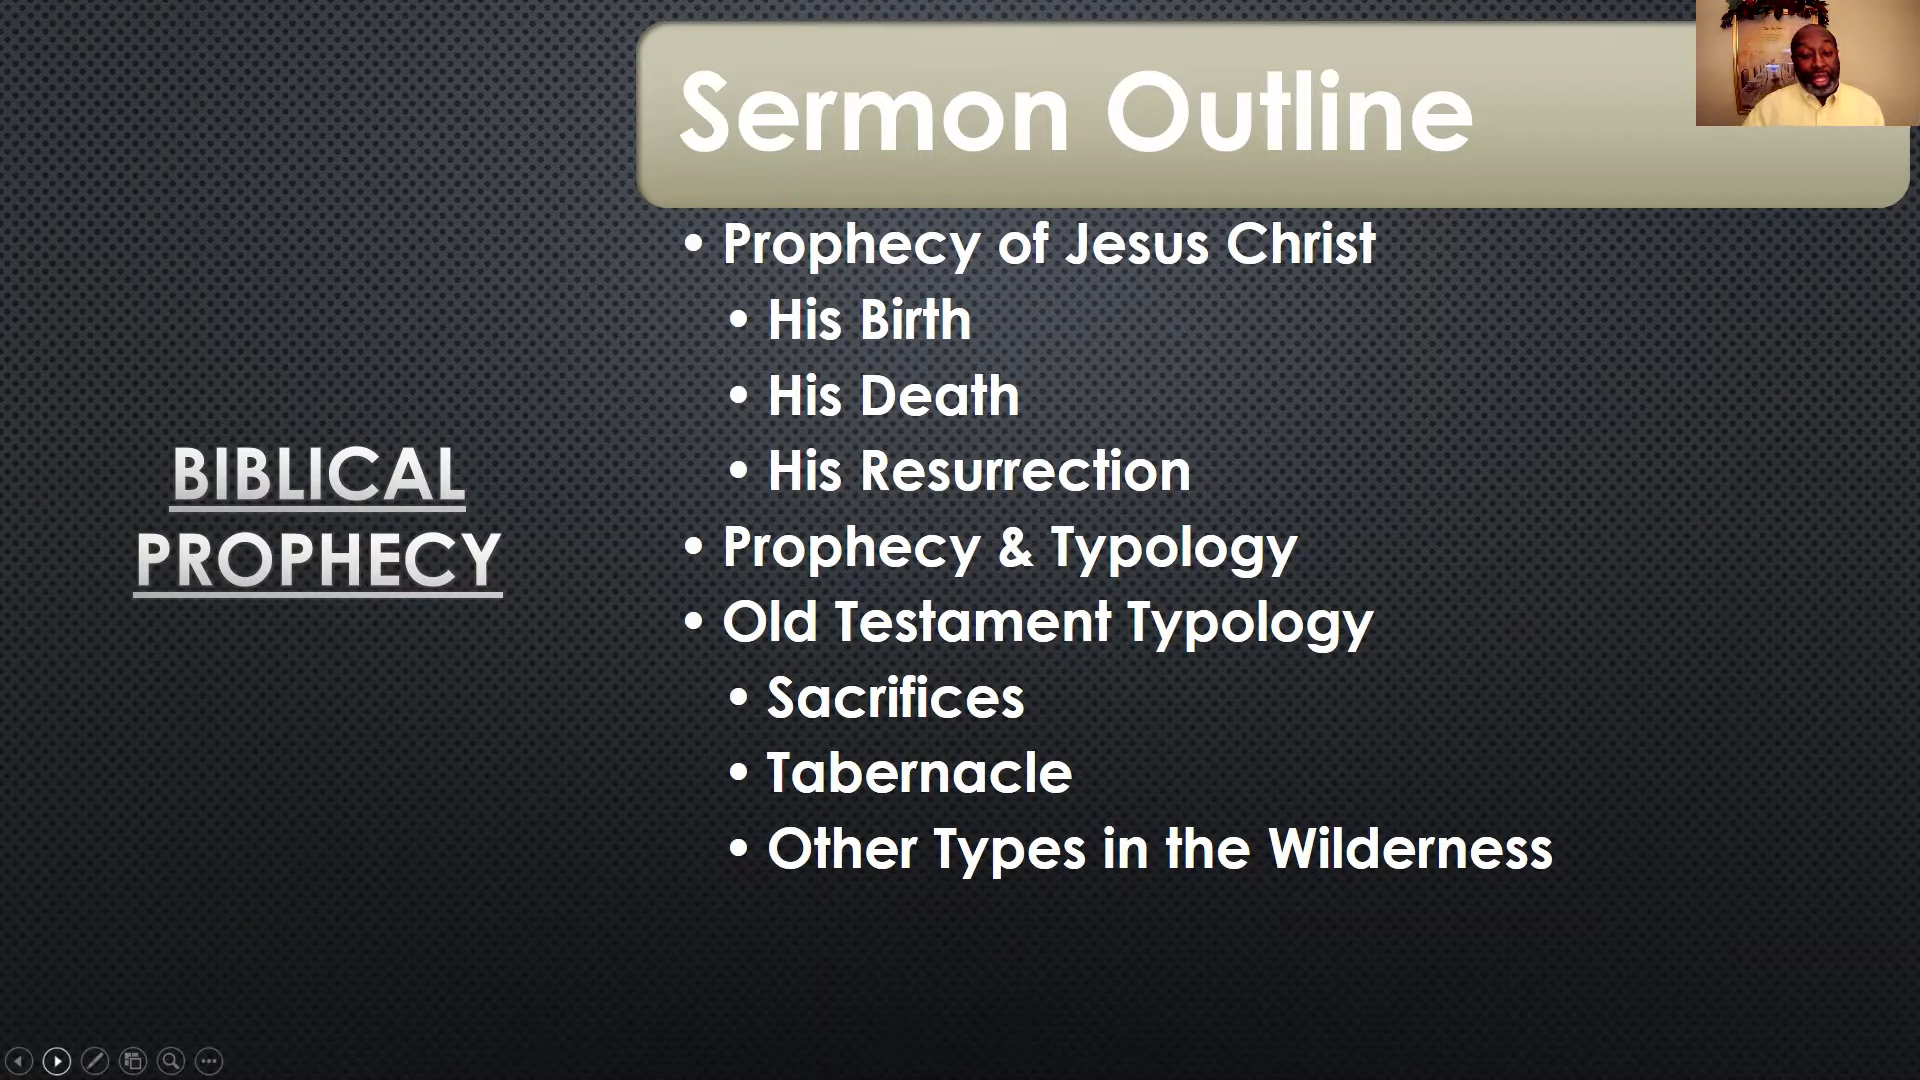 Sermon Outline
• Prophecy of Jesus Christ
• His Birth
• His Death
• His Resurrection
• Prophecy & Typology
• Old Testament Typology
• Sacrifices
• Tabernacle
• Other Types in the Wilderness
BIBLICAL
PROPHECY